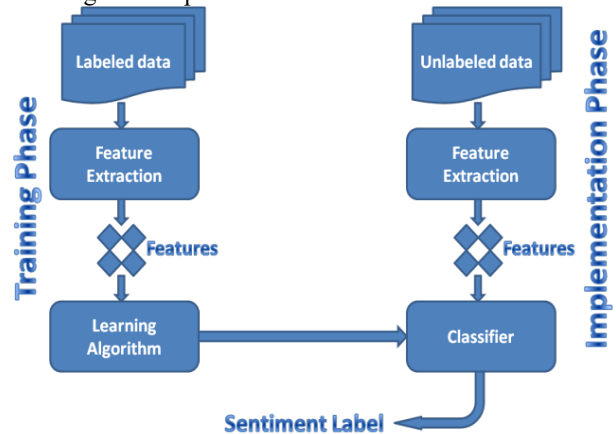 Training Phase
Labeled data
Feature
Extraction
Features
Learning
Algorithm
Unlabeled data
Feature
Extraction
Features
Classifier
Sentiment Label
Implementation Phase